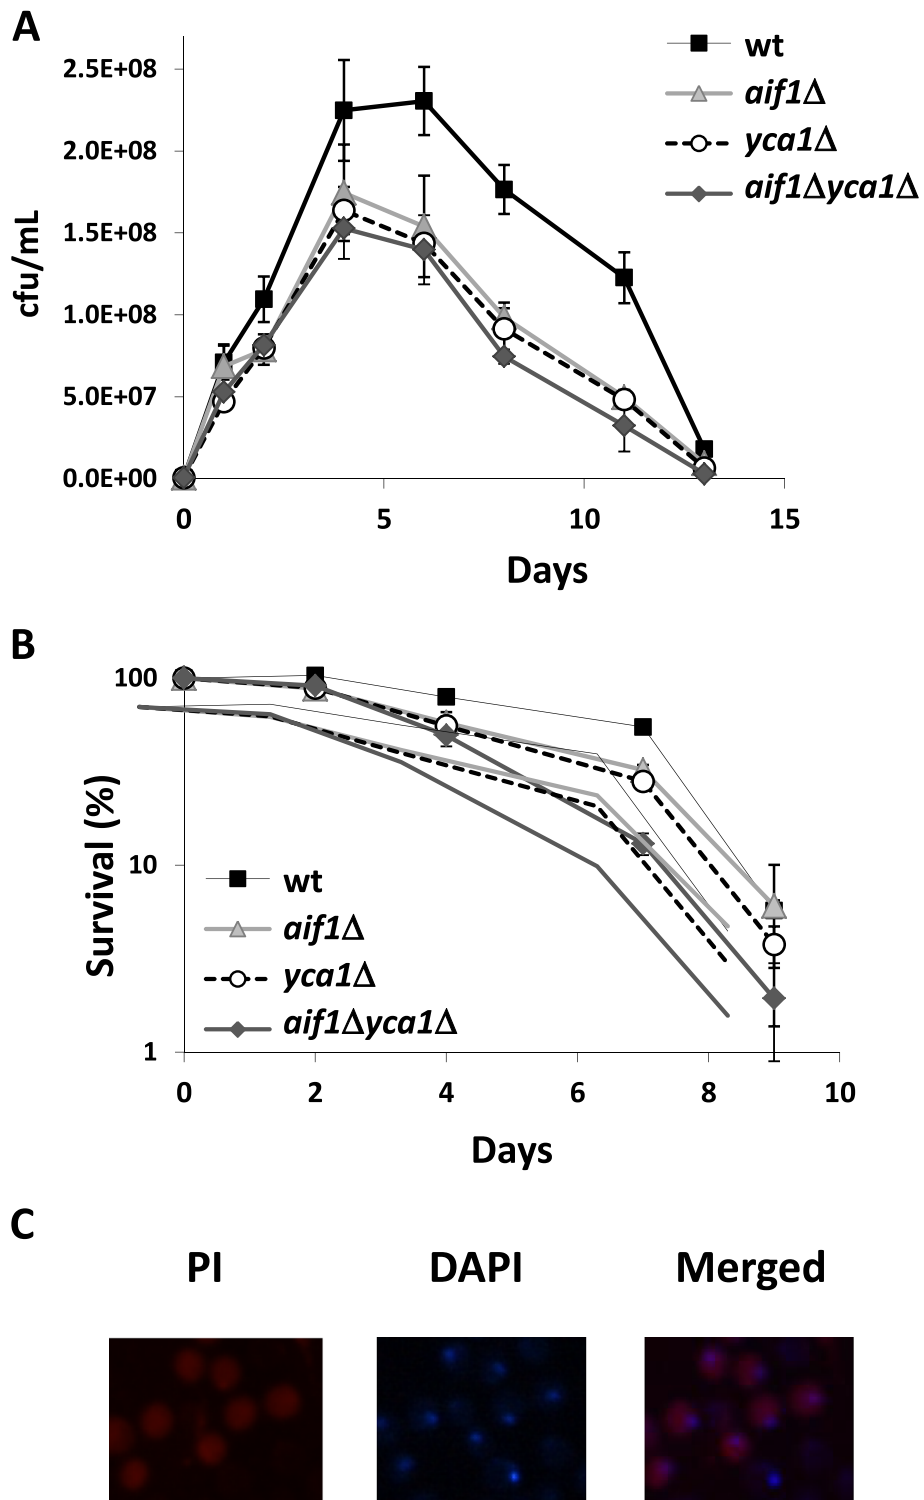 A
wt
aif1Δ
yca1Δ
aif1Δyca1Δ
2.5E+08
2.0E+08
1.5E+08
1.0E+08
5.0E+07
0.0E+00
cfu/mL
0 5 10 15
Days
B
100
10
1
Survival (%)
wt
aif1Δ
yca1Δ
aif1Δyca1Δ
0 2 4 6 8 10
Days
C
PI DAPI Merged